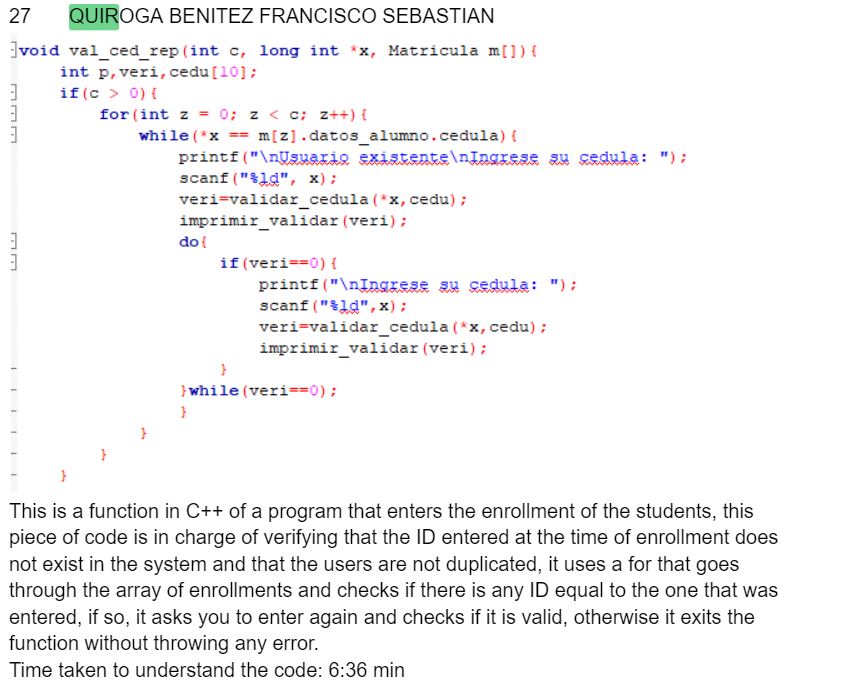 27 QUIROGA BENITEZ FRANCISCO SEBASTIAN
void val_ced_rep(int c, long int *x, Matricula m[]){
int p,veri,cedu[10];
if(c > 0){
for(int z = 0; z < c; z++){
while(*x == m[z].datos_alumno.cedula){
printf("\nUsuario existente\nIngrese su cedula: ");
scanf("%ld", x);
veri=validar_cedula(*x,cedu);
imprimir_validar(veri);
do{
if(veri==0){
printf("\nIngrese su cedula: ");
scanf("%ld",x);
veri=validar_cedula(*x,cedu);
imprimir_validar(veri);
}
}while(veri==0);
}
}
}
}
This is a function in C++ of a program that enters the enrollment of the students, this
piece of code is in charge of verifying that the ID entered at the time of enrollment does
not exist in the system and that the users are not duplicated, it uses a for that goes
through the array of enrollments and checks if there is any ID equal to the one that was
entered, if so, it asks you to enter again and checks if it is valid, otherwise it exits the
function without throwing any error.
Time taken to understand the code: 6:36 min